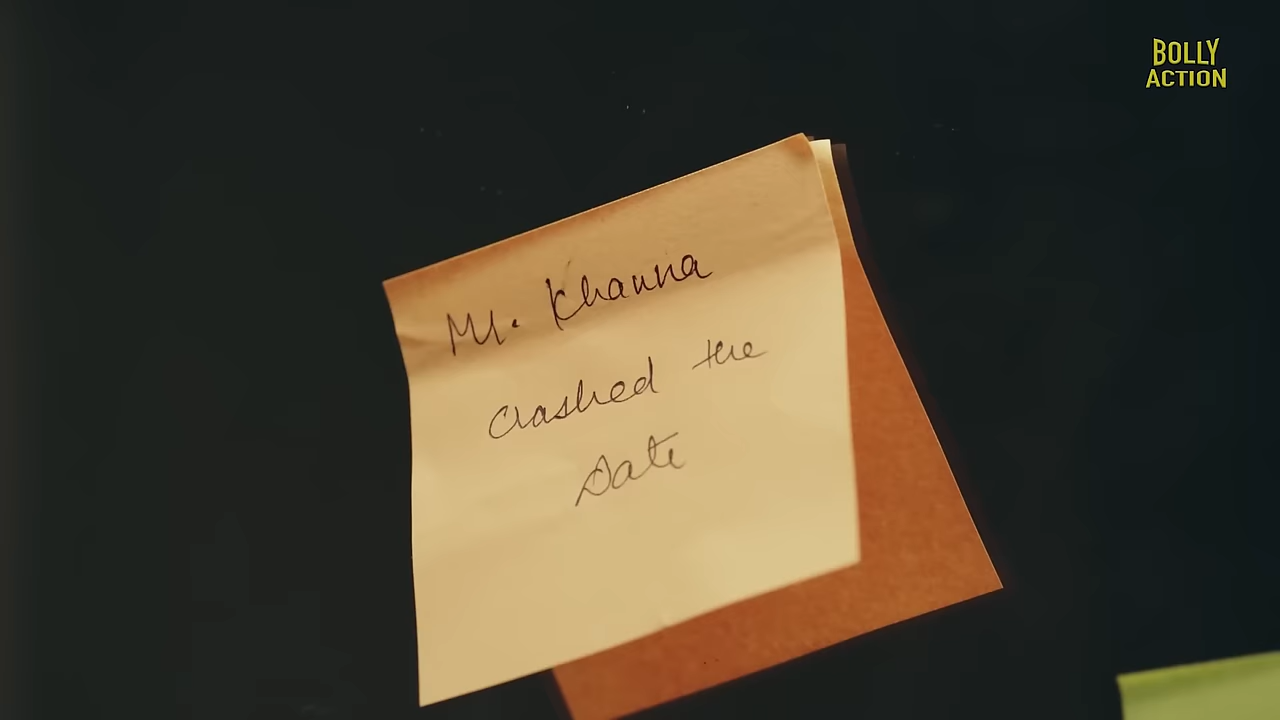 BOLLY
ACTION
Mr. Khanna
crashed the
Date